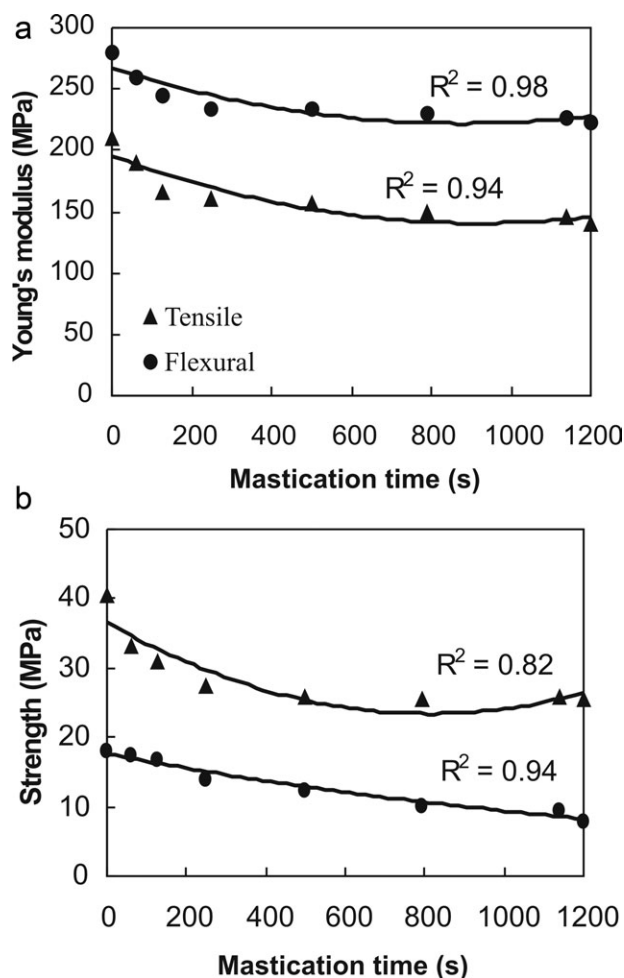 a
300
250
200
150
100
50
0
R² = 0.98
R² = 0.94
Tensile
Flexural
Young's modulus (MPa)
0 200 400 600 800 1000 1200
Mastication time (s)
b
50
40
30
20
10
0
R² = 0.82
R² = 0.94
Strength (MPa)
0 200 400 600 800 1000 1200
Mastication time (s)